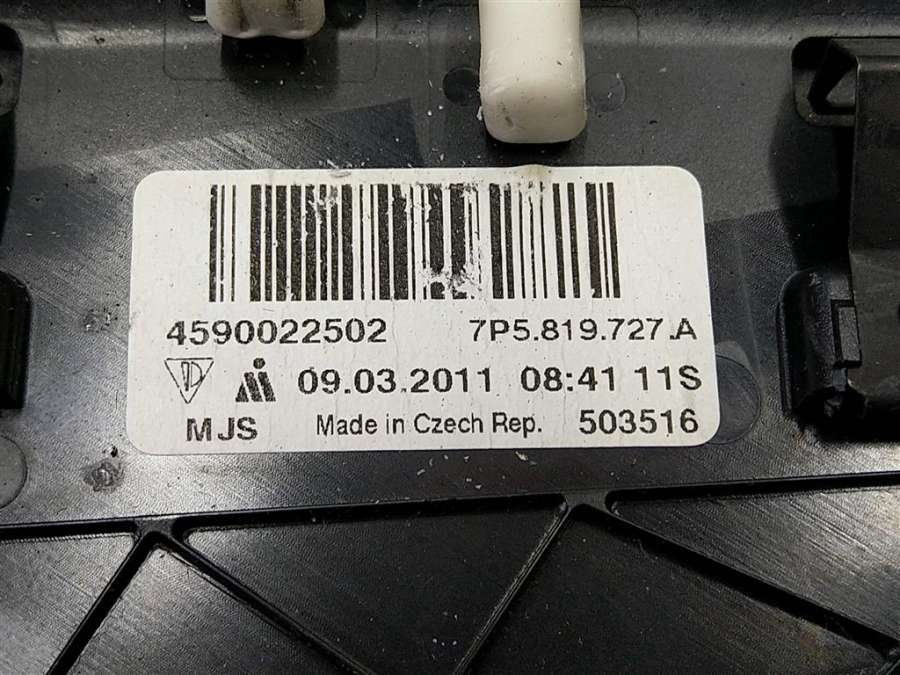 4590022502 7P5.819.727.A
09.03.2011 08:41 11S
MJS Made in Czech Rep. 503516